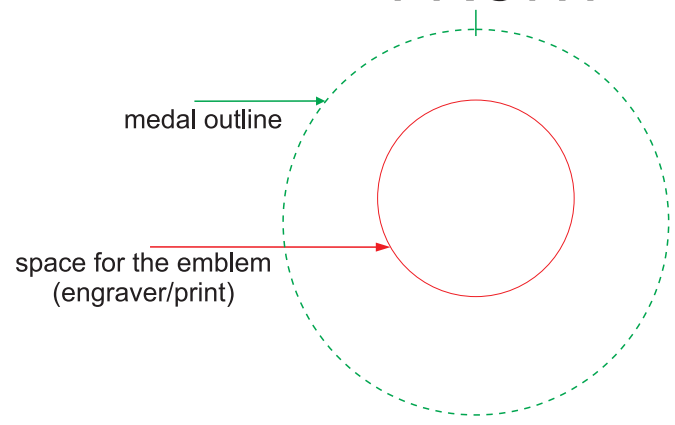 medal outline
space for the emblem
(engraver/print)